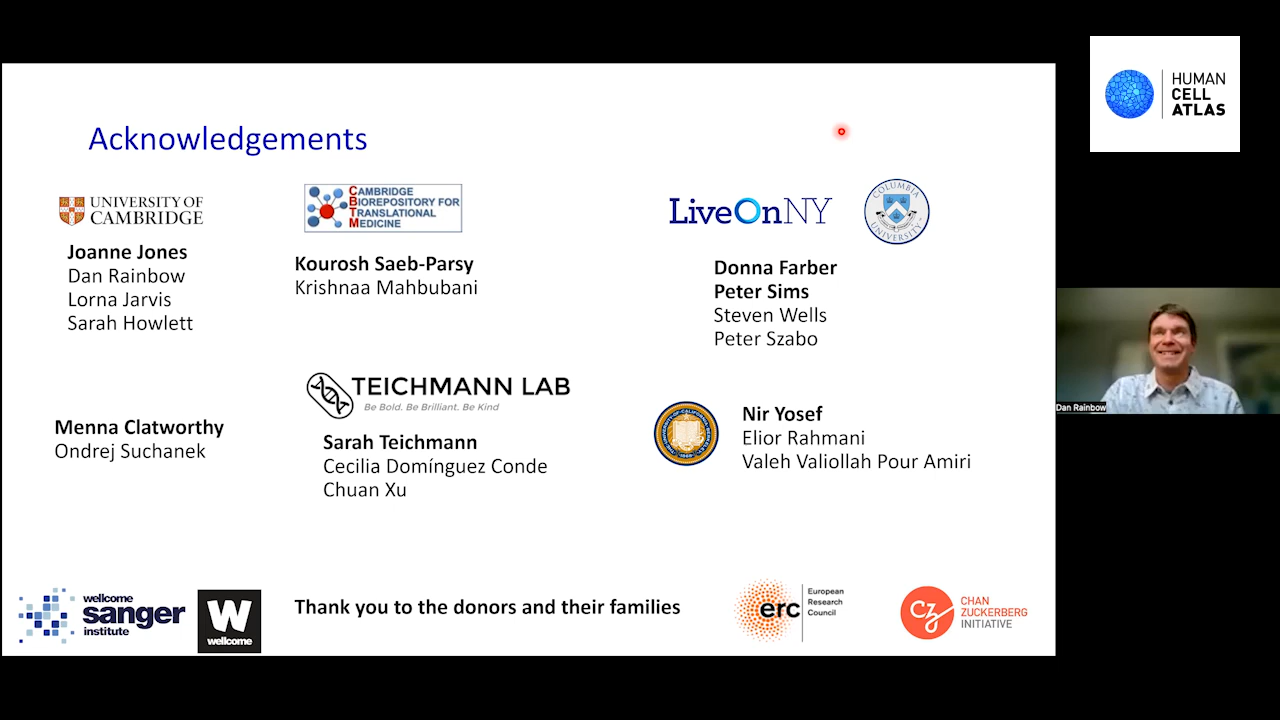 HUMAN
CELL
ATLAS
Acknowledgements
UNIVERSITY OF
CAMBRIDGE
Joanne Jones
Dan Rainbow
Lorna Jarvis
Sarah Howlett
CAMBRIDGE
BIOREPOSITORY FOR
TRANSLATIONAL
MEDICINE
CBTM
Kourosh Saeb-Parsy
Krishnaa Mahbubani
LiveOnNY
COLUMBIA
UNIVERSITY
Donna Farber
Peter Sims
Steven Wells
Peter Szabo
Dan Rainbow
Menna Clatworthy
Ondrej Suchanek
TEICHMANN LAB
Be Bold. Be Brilliant. Be Kind
Sarah Teichmann
Cecilia Domínguez Conde
Chuan Xu
Nir Yosef
Elior Rahmani
Valeh Valiollah Pour Amiri
wellcome
sanger
institute
W
wellcome
Thank you to the donors and their families
erc
European
Research
Council
CZ
CHAN
ZUCKERBERG
INITIATIVE